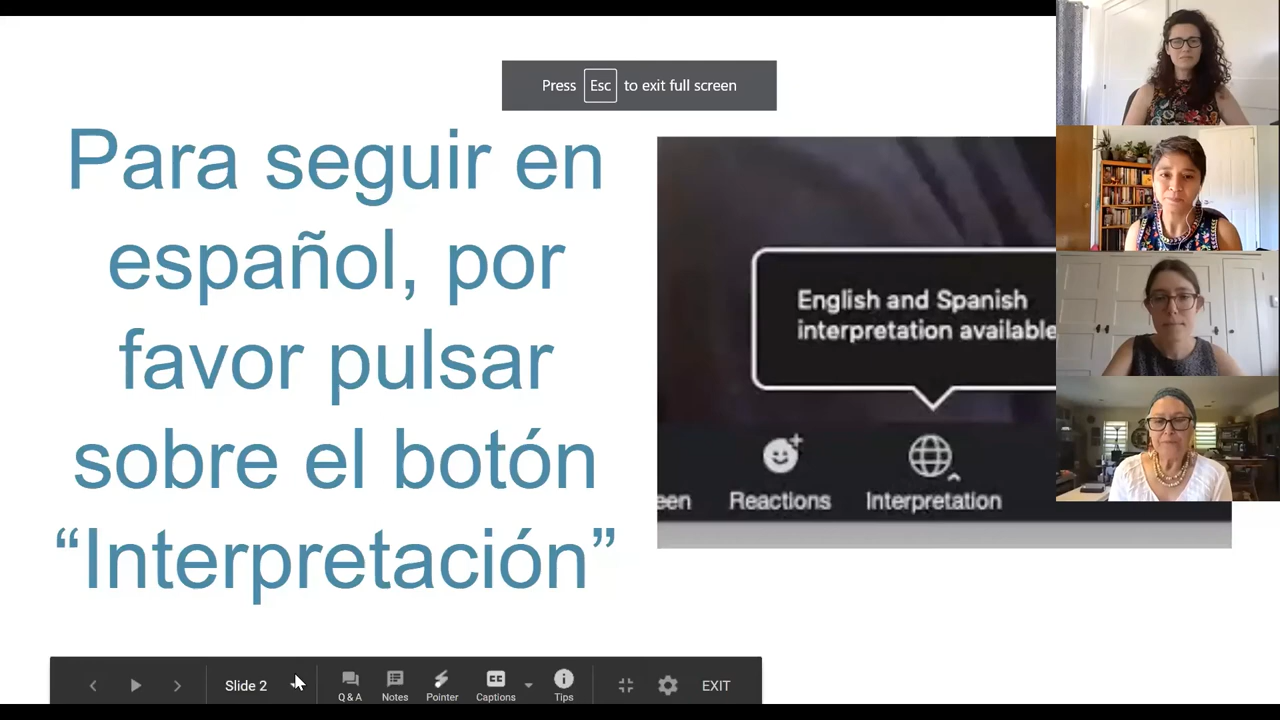 Press Esc to exit full screen
Para seguir en
español, por
favor pulsar
sobre el botón
“Interpretación”
English and Spanish
interpretation available
een
Reactions
Interpretation
Slide 2
Q & A
Notes
Pointer
Captions
Tips
EXIT